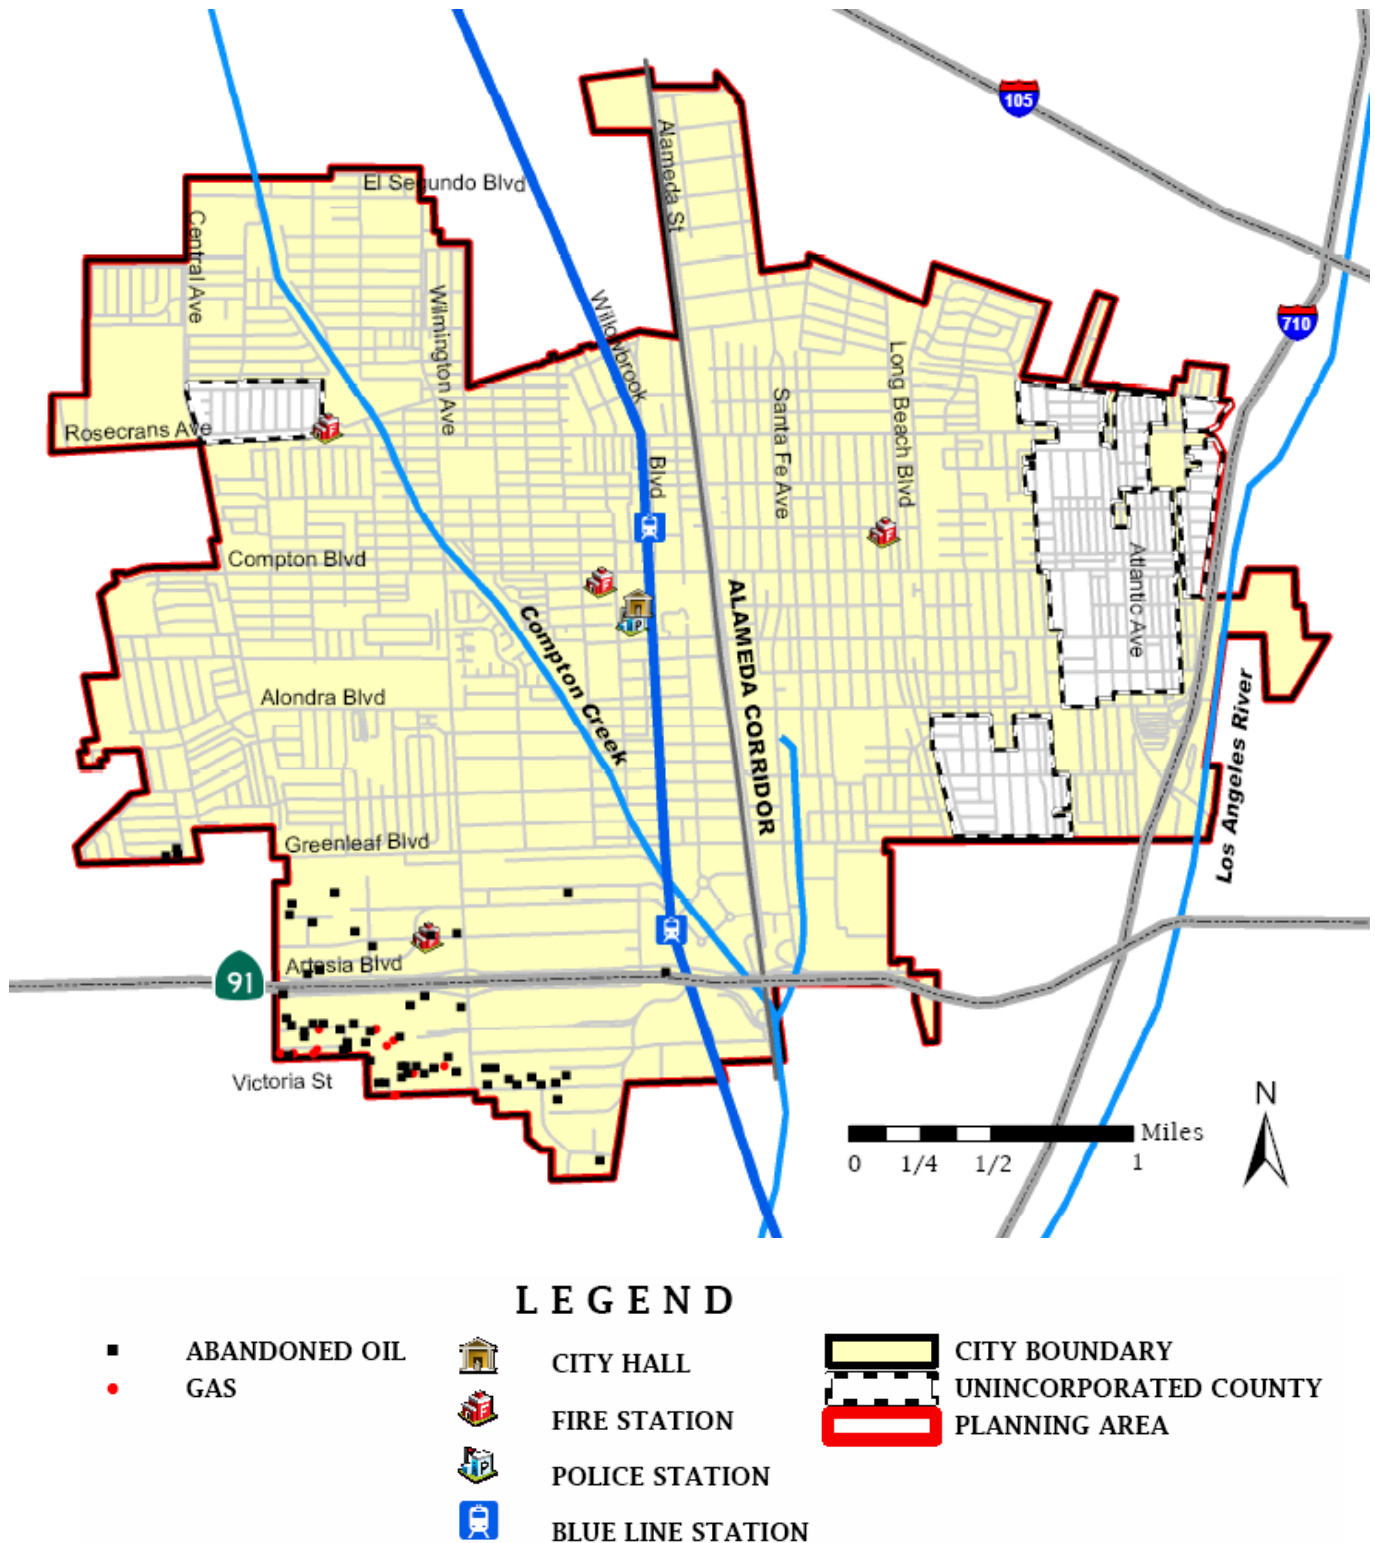 105
Alameda St
El Segundo Blvd
Central Ave
Wilmington Ave
Willowbrook
Blvd
710
Long Beach Blvd
Santa Fe Ave
Rosecrans Ave
F
F
Compton Blvd
Atlantic Ave
F
P
ALAMEDA CORRIDOR
Compton Creek
Alondra Blvd
Los Angeles River
Greenleaf Blvd
F
Artesia Blvd
91
Victoria St
N
Miles
0 1/4 1/2 1
LEGEND
ABANDONED OIL
GAS
CITY HALL
F
FIRE STATION
P
POLICE STATION
BLUE LINE STATION
CITY BOUNDARY
UNINCORPORATED COUNTY
PLANNING AREA